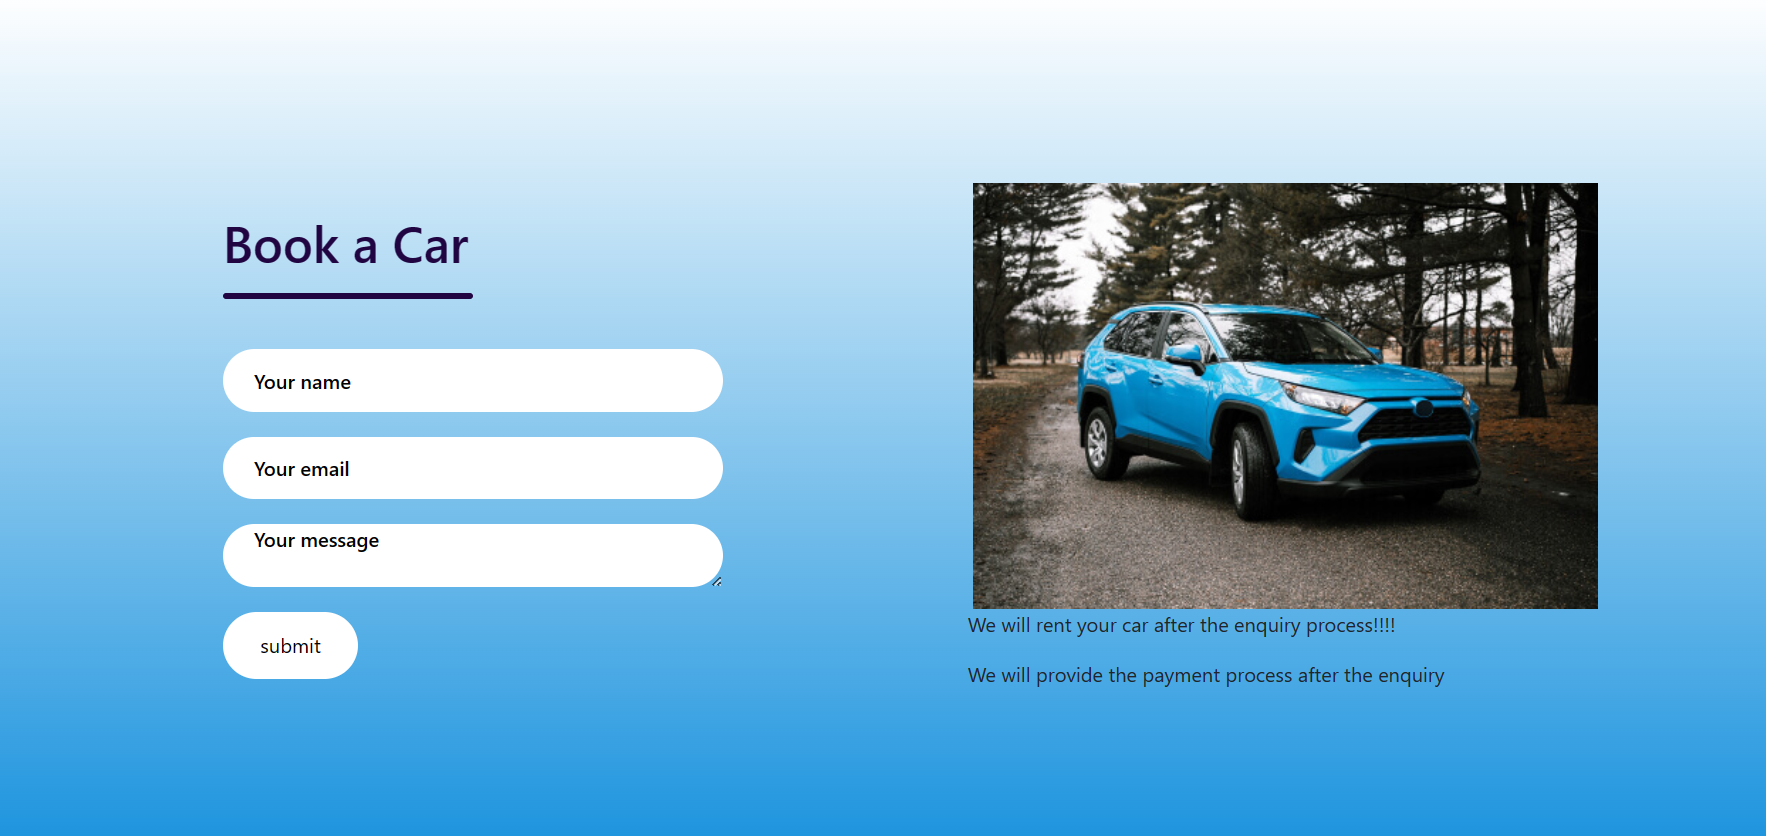 Book a Car
Your name
Your email
Your message
submit
We will rent your car after the enquiry process!!!!
We will provide the payment process after the enquiry